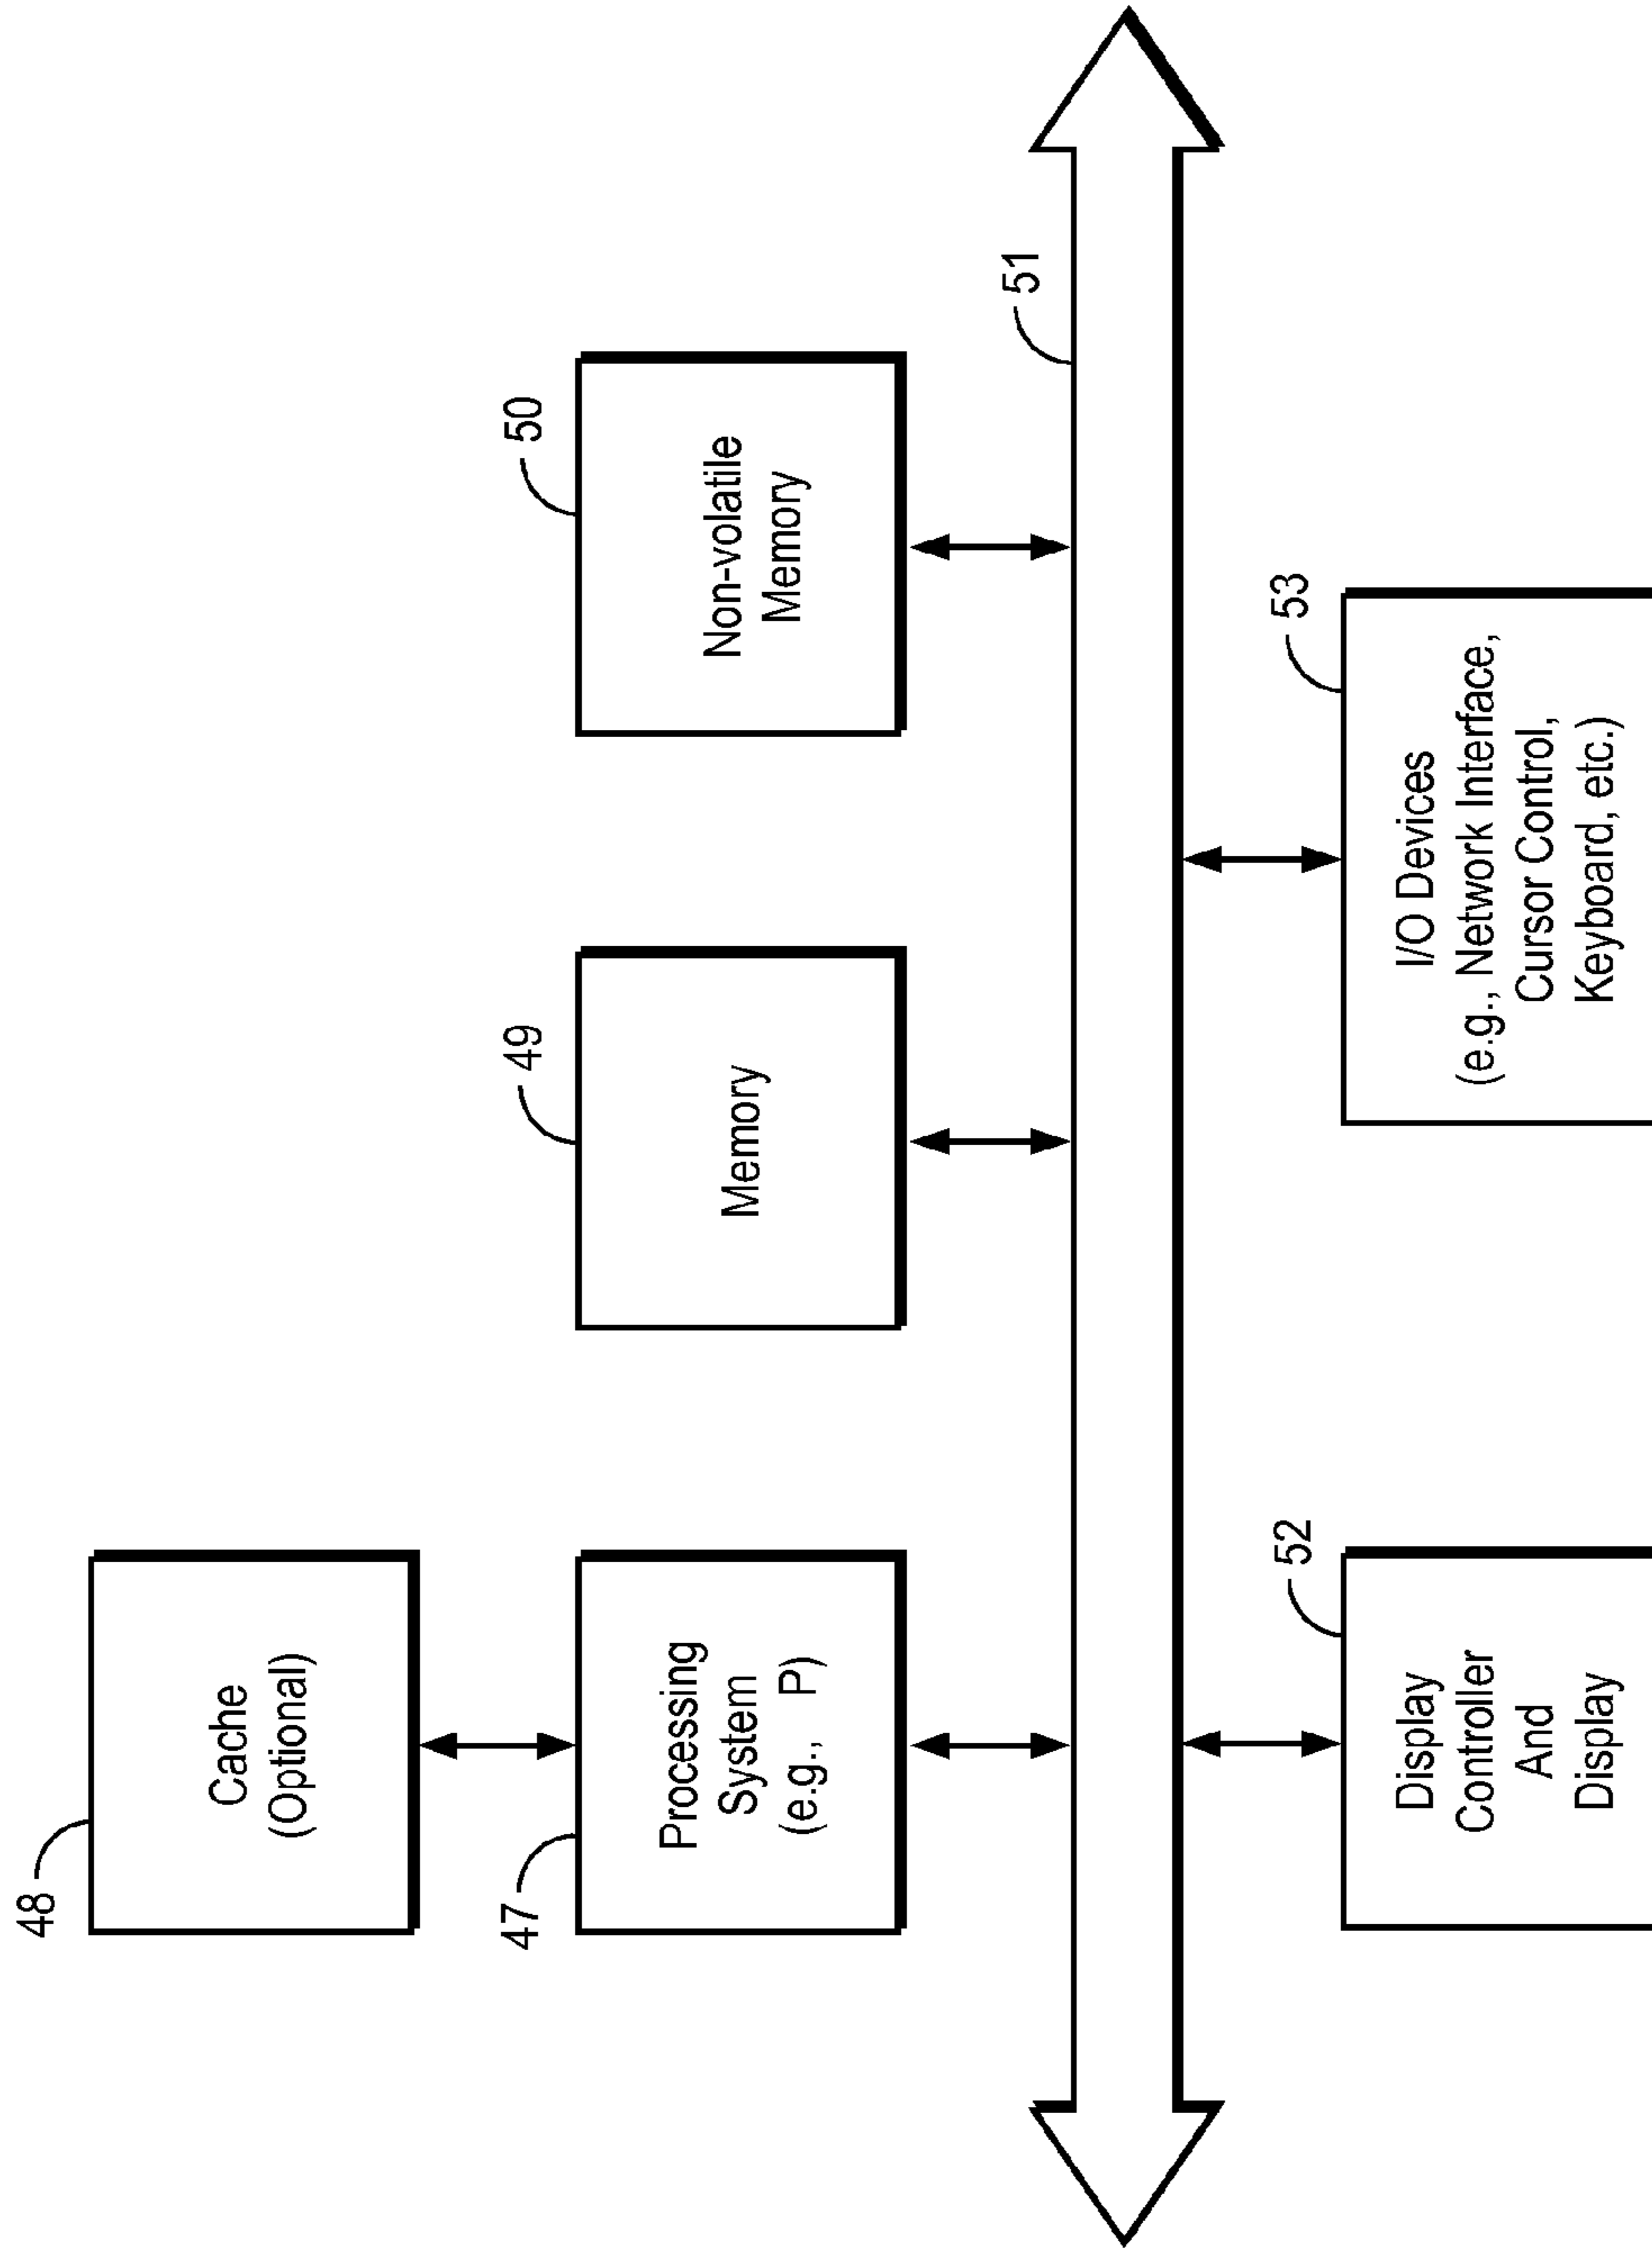 48
Cache
(Optional)
47
Processing
System
(e.g., P)
49
Memory
50
Non-volatile
Memory
51
52
Display
Controller
And
Display
53
I/O Devices
(e.g., Network Interface,
Cursor Control,
Keyboard, etc.)